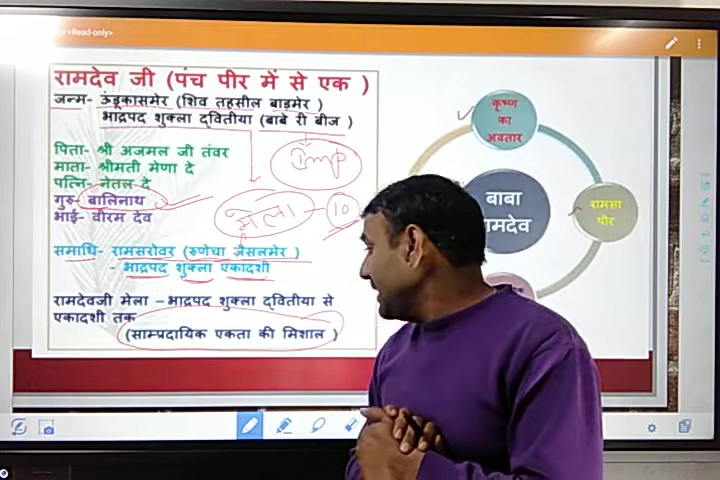 <Read-only>
रामदेव जी (पंच पीर में से एक )
जन्म- ऊंडूकासमेर (शिव तहसील बाडमेर )
भाद्रपद शुक्ला द्वितीया (बाबे री बीज )
Imp
पिता- श्री अजमल जी तंवर
माता- श्रीमती मेणा दे
पत्नि- नेतल दे
गुरु- बालिनाथ
भाई- वीरम देव
मेला - 10
समाधि- रामसरोवर (रुणेचा जैसलमेर )
- भाद्रपद शुक्ला एकादशी
रामदेवजी मेला – भाद्रपद शुक्ला द्वितीया से
एकादशी तक
(साम्प्रदायिक एकता की मिशाल )
कृष्ण
का
अवतार
बाबा
रामसा
पीर